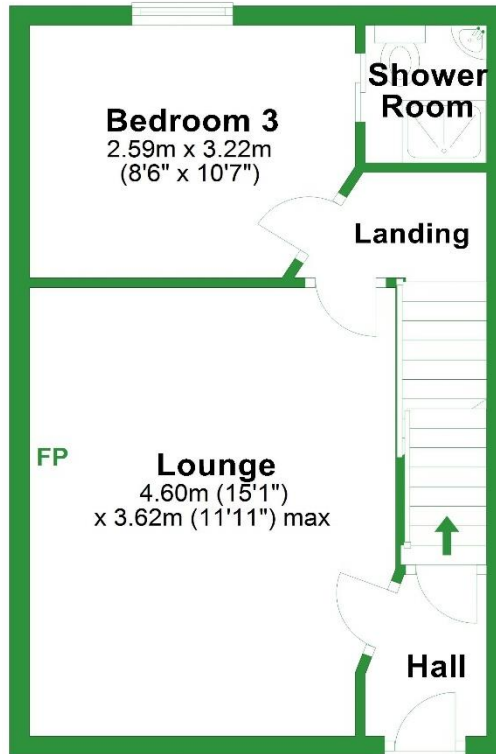 Bedroom 3
2.59m x 3.22m
(8'6" x 10'7")
Shower
Room
Landing
FP
Lounge
4.60m (15'1")
x 3.62m (11'11") max
Hall